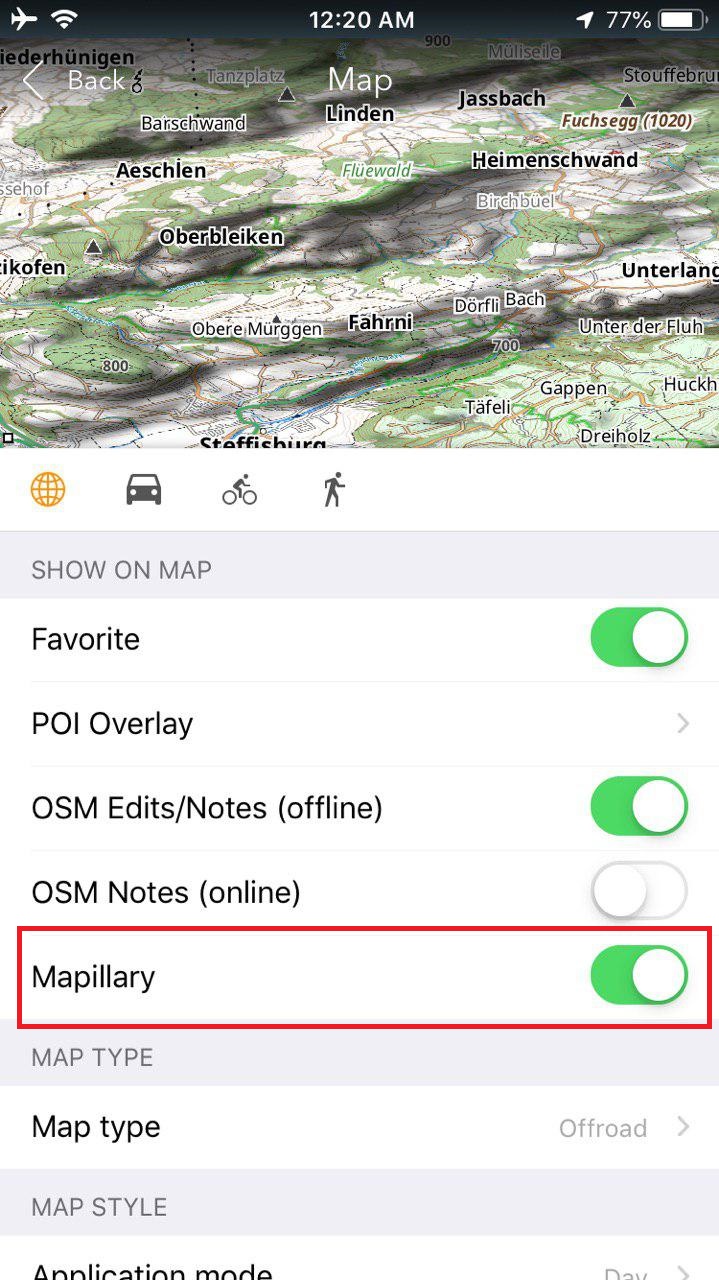 12:20 AM 77%
900
iederhünigen
Müliseile
Back
Tanzplatz
Map
Stouffebru
Jassbach
Linden
Barschwand
Fuchsegg (1020)
Aeschlen
Flüewald
Heimenschwand
ssehof
Birchbüel
Oberbleiken
ikofen
Unterlang
Dörfli
Bach
Obere Mürggen
Fahrni
Unter der Fluh
700
800
Gappen
Huckh
Täfeli
Dreiholz
Steffisburg
SHOW ON MAP
Favorite
POI Overlay
OSM Edits/Notes (offline)
OSM Notes (online)
Mapillary
MAP TYPE
Map type Offroad
MAP STYLE
Application mode Day